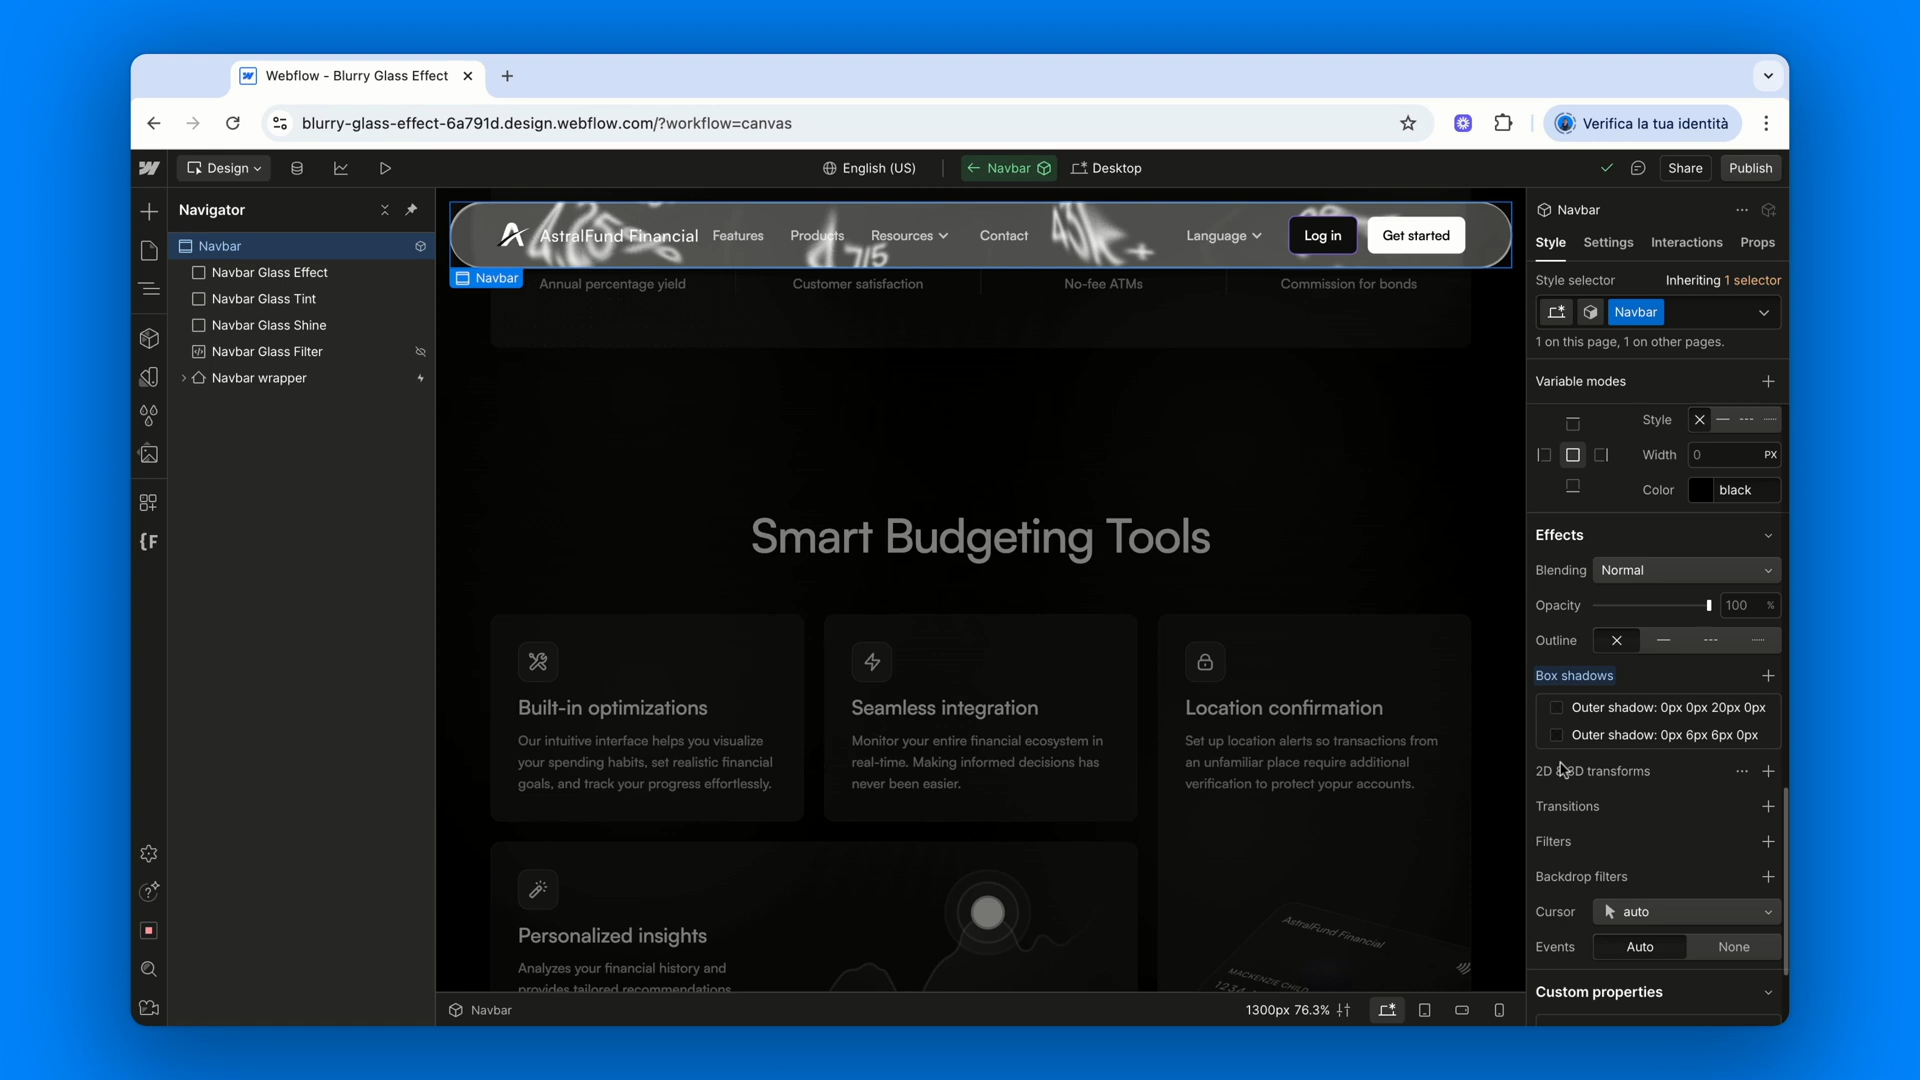 Webflow - Blurry Glass Effect
blurry-glass-effect-6a791d.design.webflow.com/?workflow=canvas
Verifica la tua identità
Design
English (US)
Navbar
Desktop
Share
Publish
Navigator
Navbar
Navbar Glass Effect
Navbar Glass Tint
Navbar Glass Shine
Navbar Glass Filter
Navbar wrapper
AstralFund Financial
Features
Products
Resources
Contact
Language
Log in
Get started
Navbar
Annual percentage yield
Customer satisfaction
No-fee ATMs
Commission for bonds
Smart Budgeting Tools
Built-in optimizations
Our intuitive interface helps you visualize
your spending habits, set realistic financial
goals, and track your progress effortlessly.
Seamless integration
Monitor your entire financial ecosystem in
real-time. Making informed decisions has
never been easier.
Location confirmation
Set up location alerts so transactions from
an unfamiliar place require additional
verification to protect yopur accounts.
Personalized insights
Analyzes your financial history and
provides tailored recommendations
AstralFund Financial
MACKENZIE CHILD
1234
Navbar
1300px 76.3%
Navbar
Style
Settings
Interactions
Props
Style selector
Inheriting 1 selector
Navbar
1 on this page, 1 on other pages.
Variable modes
Style
Width
0
PX
Color
black
Effects
Blending
Normal
Opacity
100
%
Outline
Box shadows
Outer shadow: 0px 0px 20px 0px
Outer shadow: 0px 6px 6px 0px
2D & 3D transforms
Transitions
Filters
Backdrop filters
Cursor
auto
Events
Auto
None
Custom properties